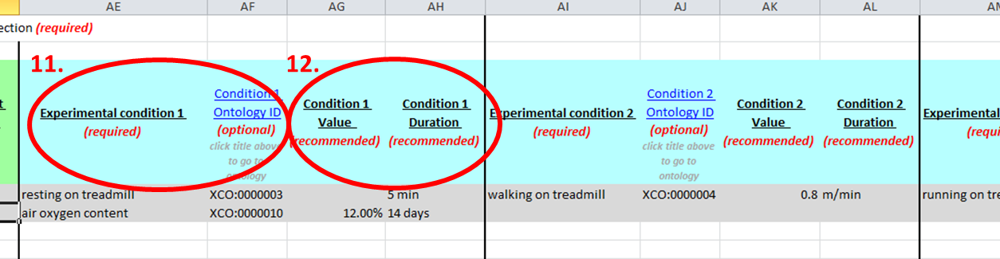 AE AF AG AH AI AJ AK AL
ection (required)
11. 12.
Experimental condition 1
(required)
Condition 1
Ontology ID
(optional)
click title above
to go to
ontology
Condition 1
Value
(recommended)
Condition 1
Duration
(recommended)
Experimental condition 2
(required)
Condition 2
Ontology ID
(optional)
click title above
to go to
ontology
Condition 2
Value
(recommended)
Condition 2
Duration
(recommended)
Experimental
(requi
resting on treadmill XCO:0000003 5 min walking on treadmill XCO:0000004 0.8 m/min running on tre
air oxygen content XCO:0000010 12.00% 14 days